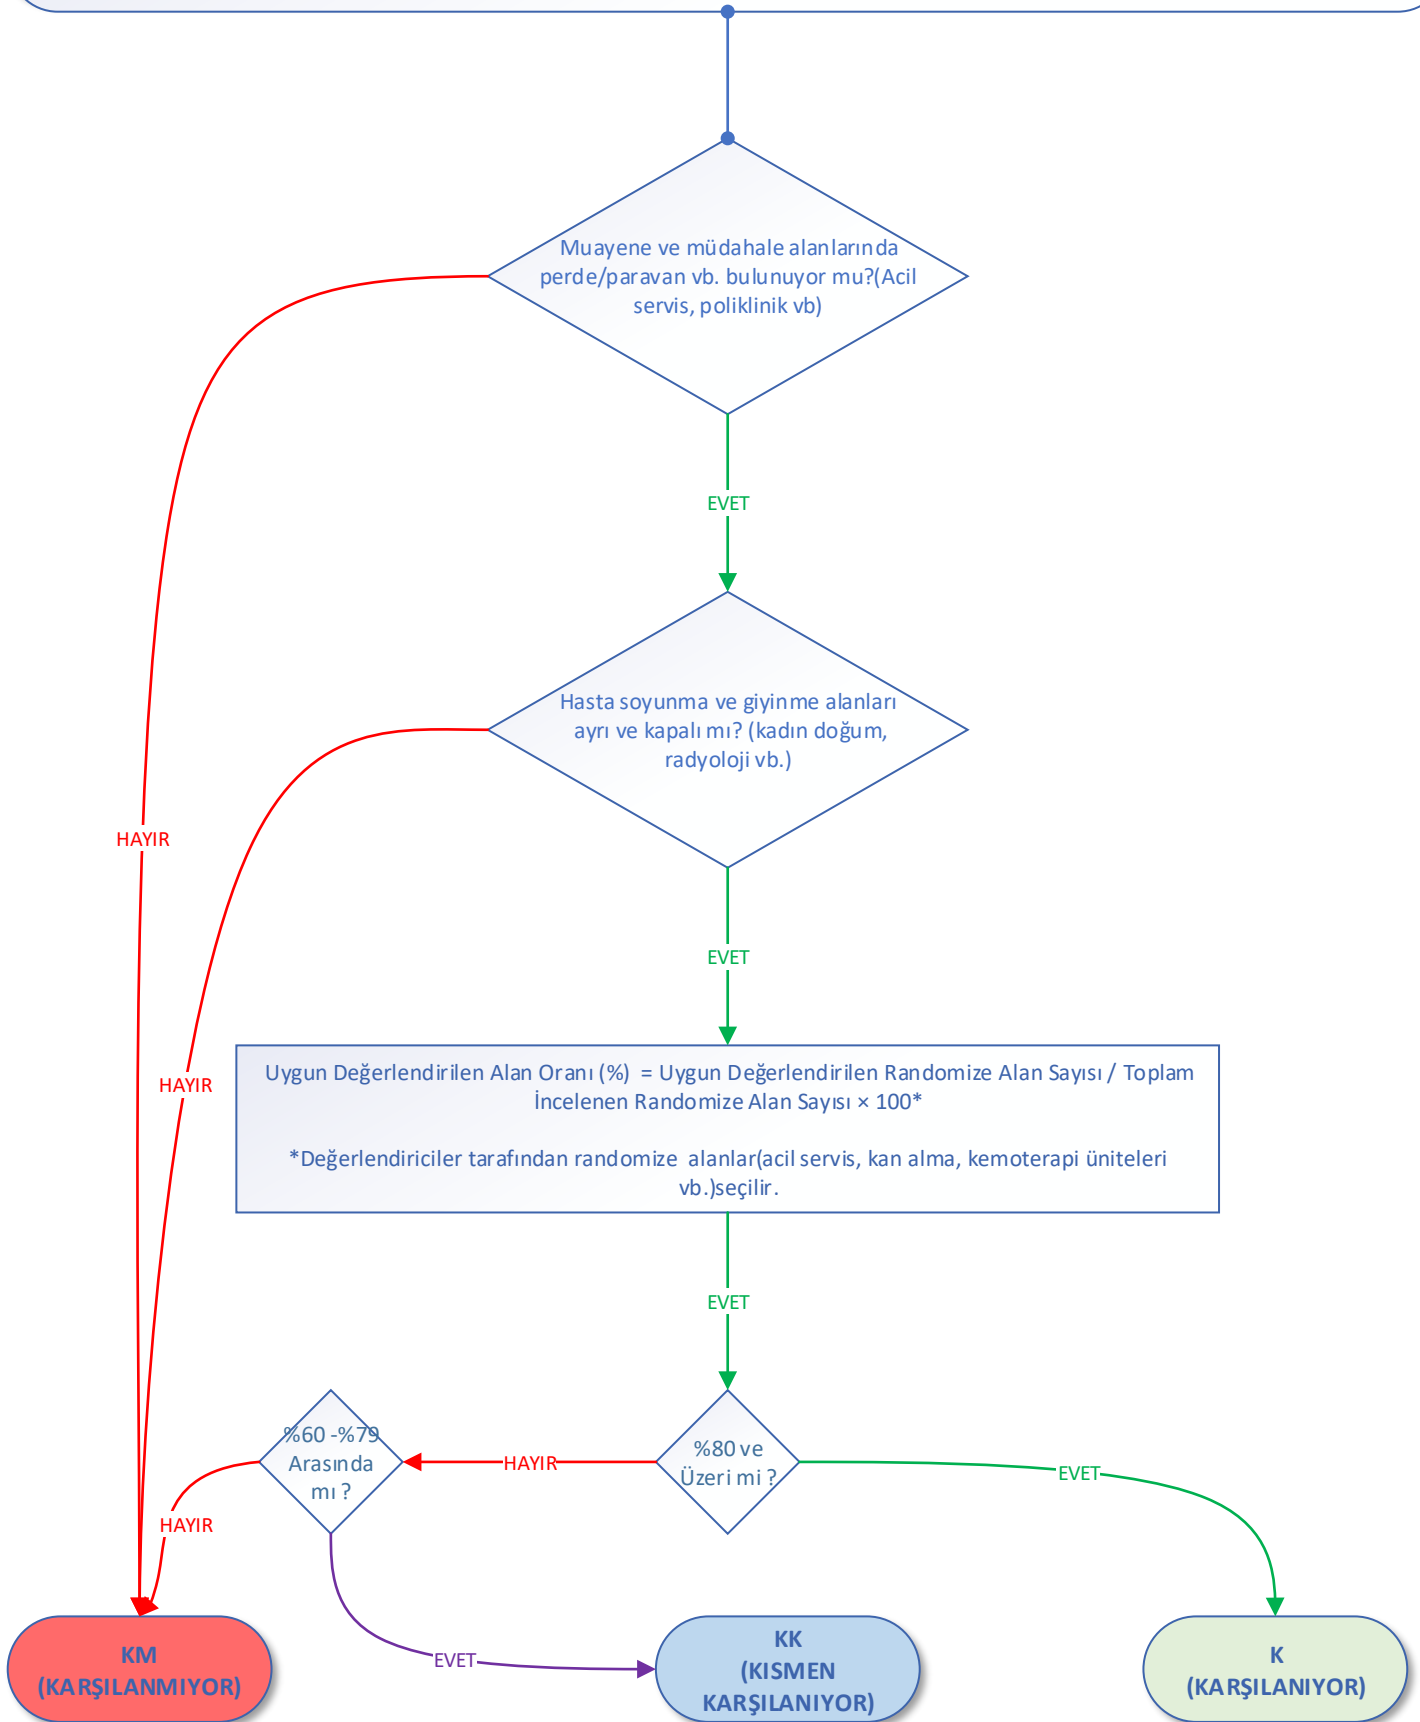 Muayene ve müdahale alanlarında
perde/paravan vb. bulunuyor mu?(Acil
servis, poliklinik vb)
EVET
Hasta soyunma ve giyinme alanları
ayrı ve kapalı mı? (kadın doğum,
radyoloji vb.)
HAYIR
EVET
Uygun Değerlendirilen Alan Oranı (%) = Uygun Değerlendirilen Randomize Alan Sayısı / Toplam
İncelenen Randomize Alan Sayısı × 100*
*Değerlendiriciler tarafından randomize alanlar(acil servis, kan alma, kemoterapi üniteleri
vb.)seçilir.
HAYIR
EVET
%60 -%79
Arasında
mı ?
HAYIR
%80 ve
Üzeri mi ?
EVET
HAYIR
EVET
KM
(KARŞILANMIYOR)
KK
(KISMEN
KARŞILANIYOR)
K
(KARŞILANIYOR)